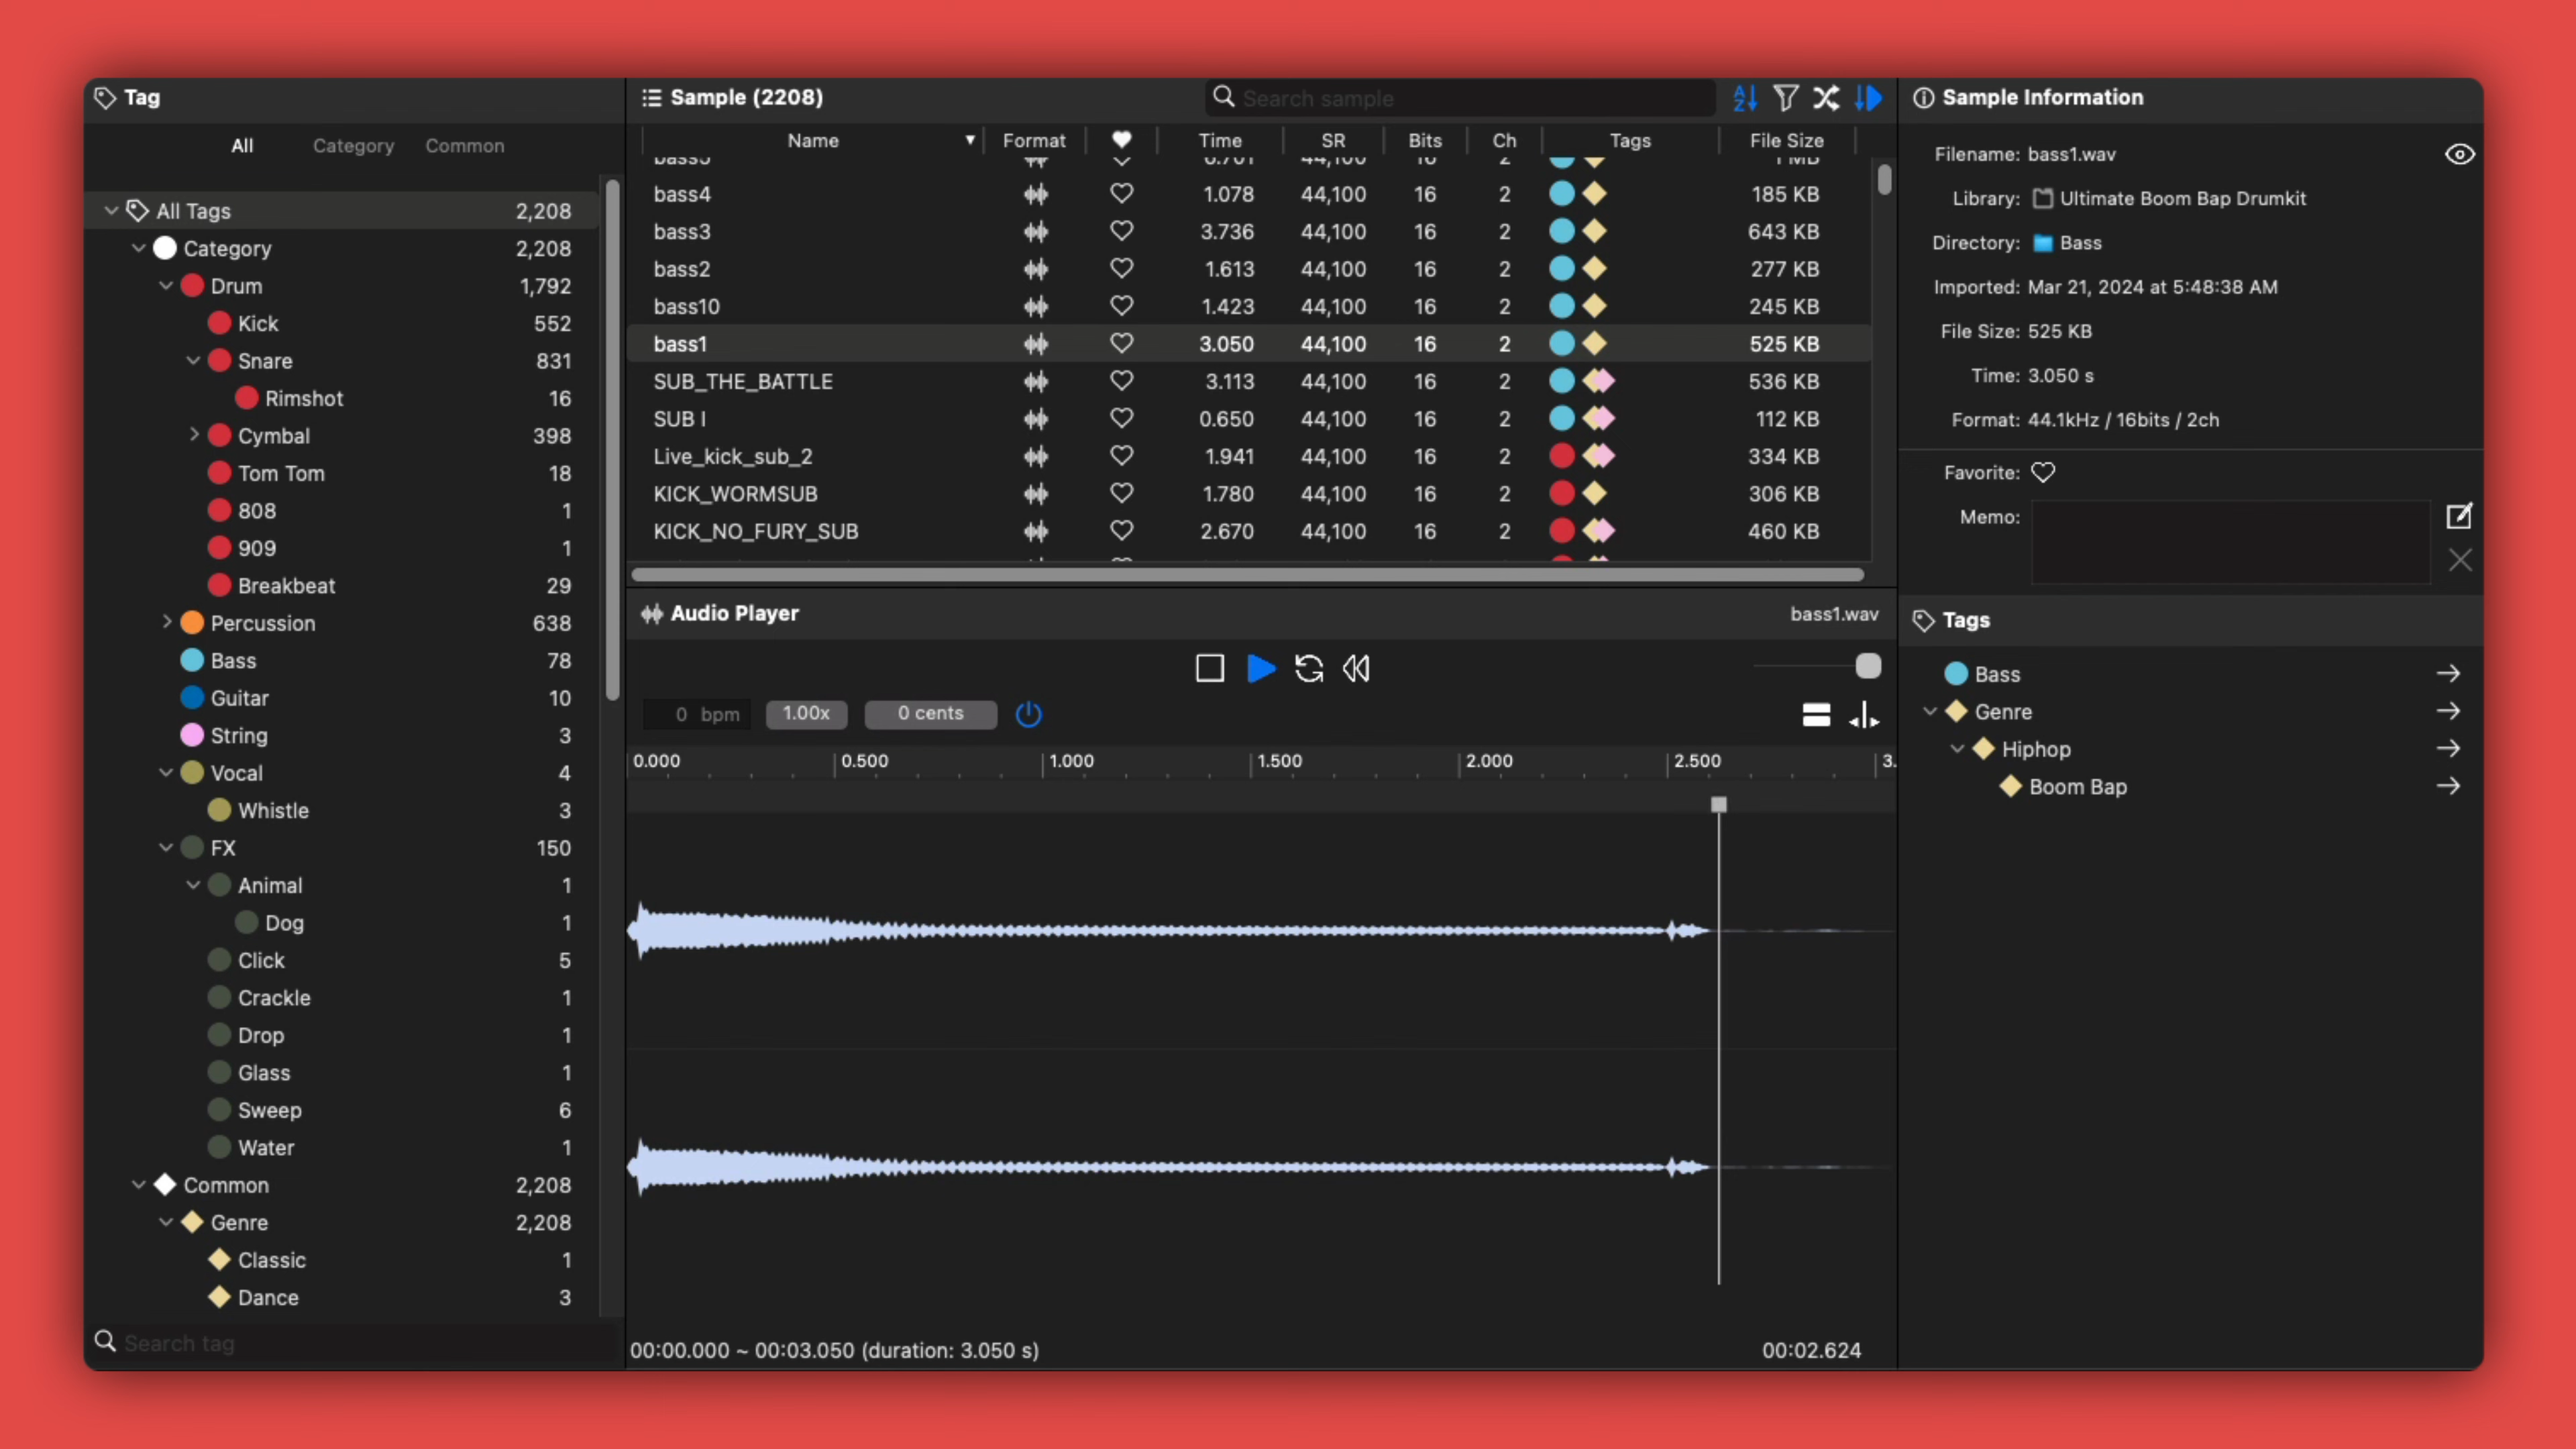 Tag
All Category Common
All Tags 2,208
Category 2,208
Drum 1,792
Kick 552
Snare 831
Rimshot 16
Cymbal 398
Tom Tom 18
808 1
909 1
Breakbeat 29
Percussion 638
Bass 78
Guitar 10
String 3
Vocal 4
Whistle 3
FX 150
Animal 1
Dog 1
Click 5
Crackle 1
Drop 1
Glass 1
Sweep 6
Water 1
Common 2,208
Genre 2,208
Classic 1
Dance 3
Search tag
Sample (2208) Search sample
Name Format Time SR Bits Ch Tags File Size
bass4 1.078 44,100 16 2 185 KB
bass3 3.736 44,100 16 2 643 KB
bass2 1.613 44,100 16 2 277 KB
bass10 1.423 44,100 16 2 245 KB
bass1 3.050 44,100 16 2 525 KB
SUB_THE_BATTLE 3.113 44,100 16 2 536 KB
SUB I 0.650 44,100 16 2 112 KB
Live_kick_sub_2 1.941 44,100 16 2 334 KB
KICK_WORMSUB 1.780 44,100 16 2 306 KB
KICK_NO_FURY_SUB 2.670 44,100 16 2 460 KB
Audio Player bass1.wav
0 bpm 1.00x 0 cents
0.000 0.500 1.000 1.500 2.000 2.500 3.
00:00.000 ~ 00:03.050 (duration: 3.050 s) 00:02.624
Sample Information
Filename: bass1.wav
Library: Ultimate Boom Bap Drumkit
Directory: Bass
Imported: Mar 21, 2024 at 5:48:38 AM
File Size: 525 KB
Time: 3.050 s
Format: 44.1kHz / 16bits / 2ch
Favorite:
Memo:
Tags
Bass
Genre
Hiphop
Boom Bap